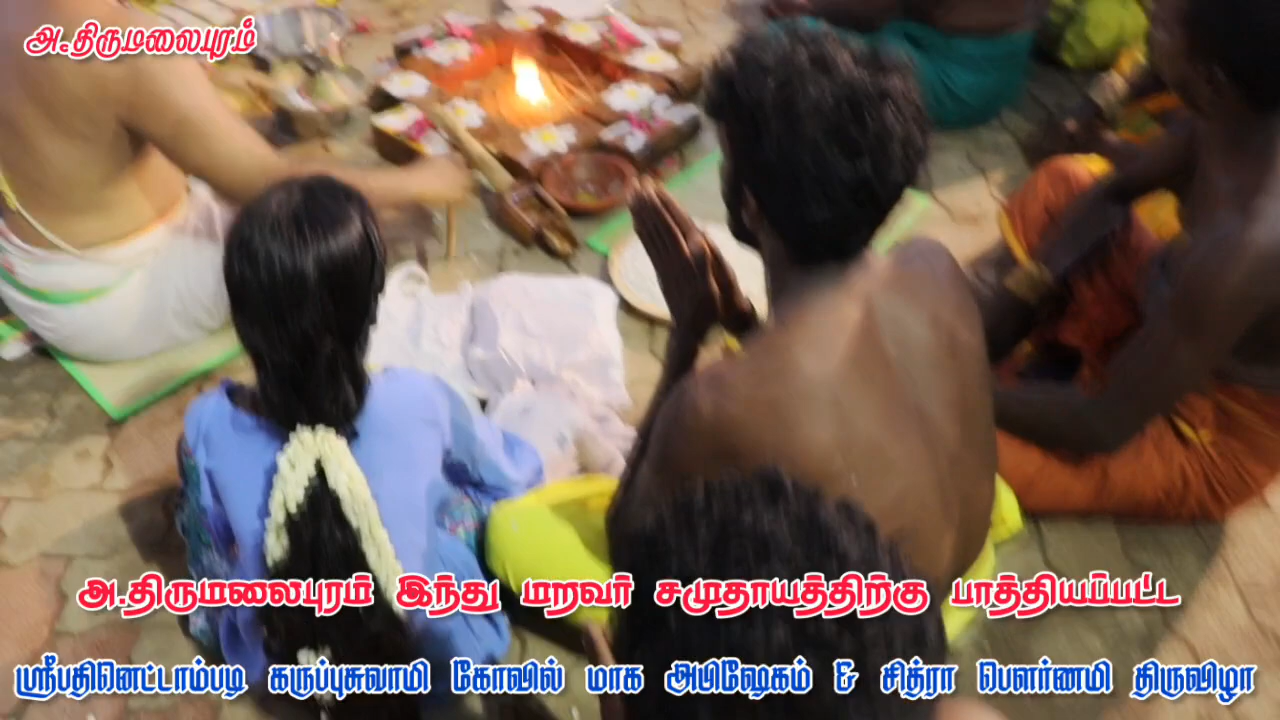 அ.திருமலைபுரம்
அ.திருமலைபுரம் இந்து மறவர் சமுதாயத்திற்கு பாத்தியப்பட்ட
ஸ்ரீபதினெட்டாம்படி கருப்புசுவாமி கோவில் மாக அபிஷேகம் & சித்ரா பௌர்ணமி திருவிழா